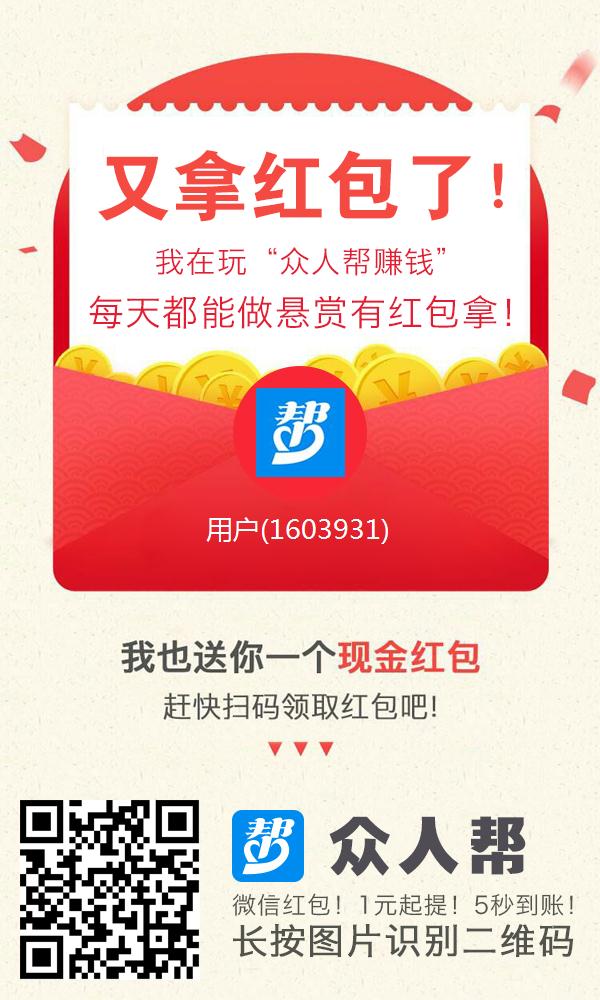 又拿红包了！
我在玩“众人帮赚钱”
每天都能做悬赏有红包拿！
帮
用户(1603931)
我也送你一个现金红包
赶快扫码领取红包吧！
帮
众人帮
微信红包！1元起提！5秒到账！
长按图片识别二维码